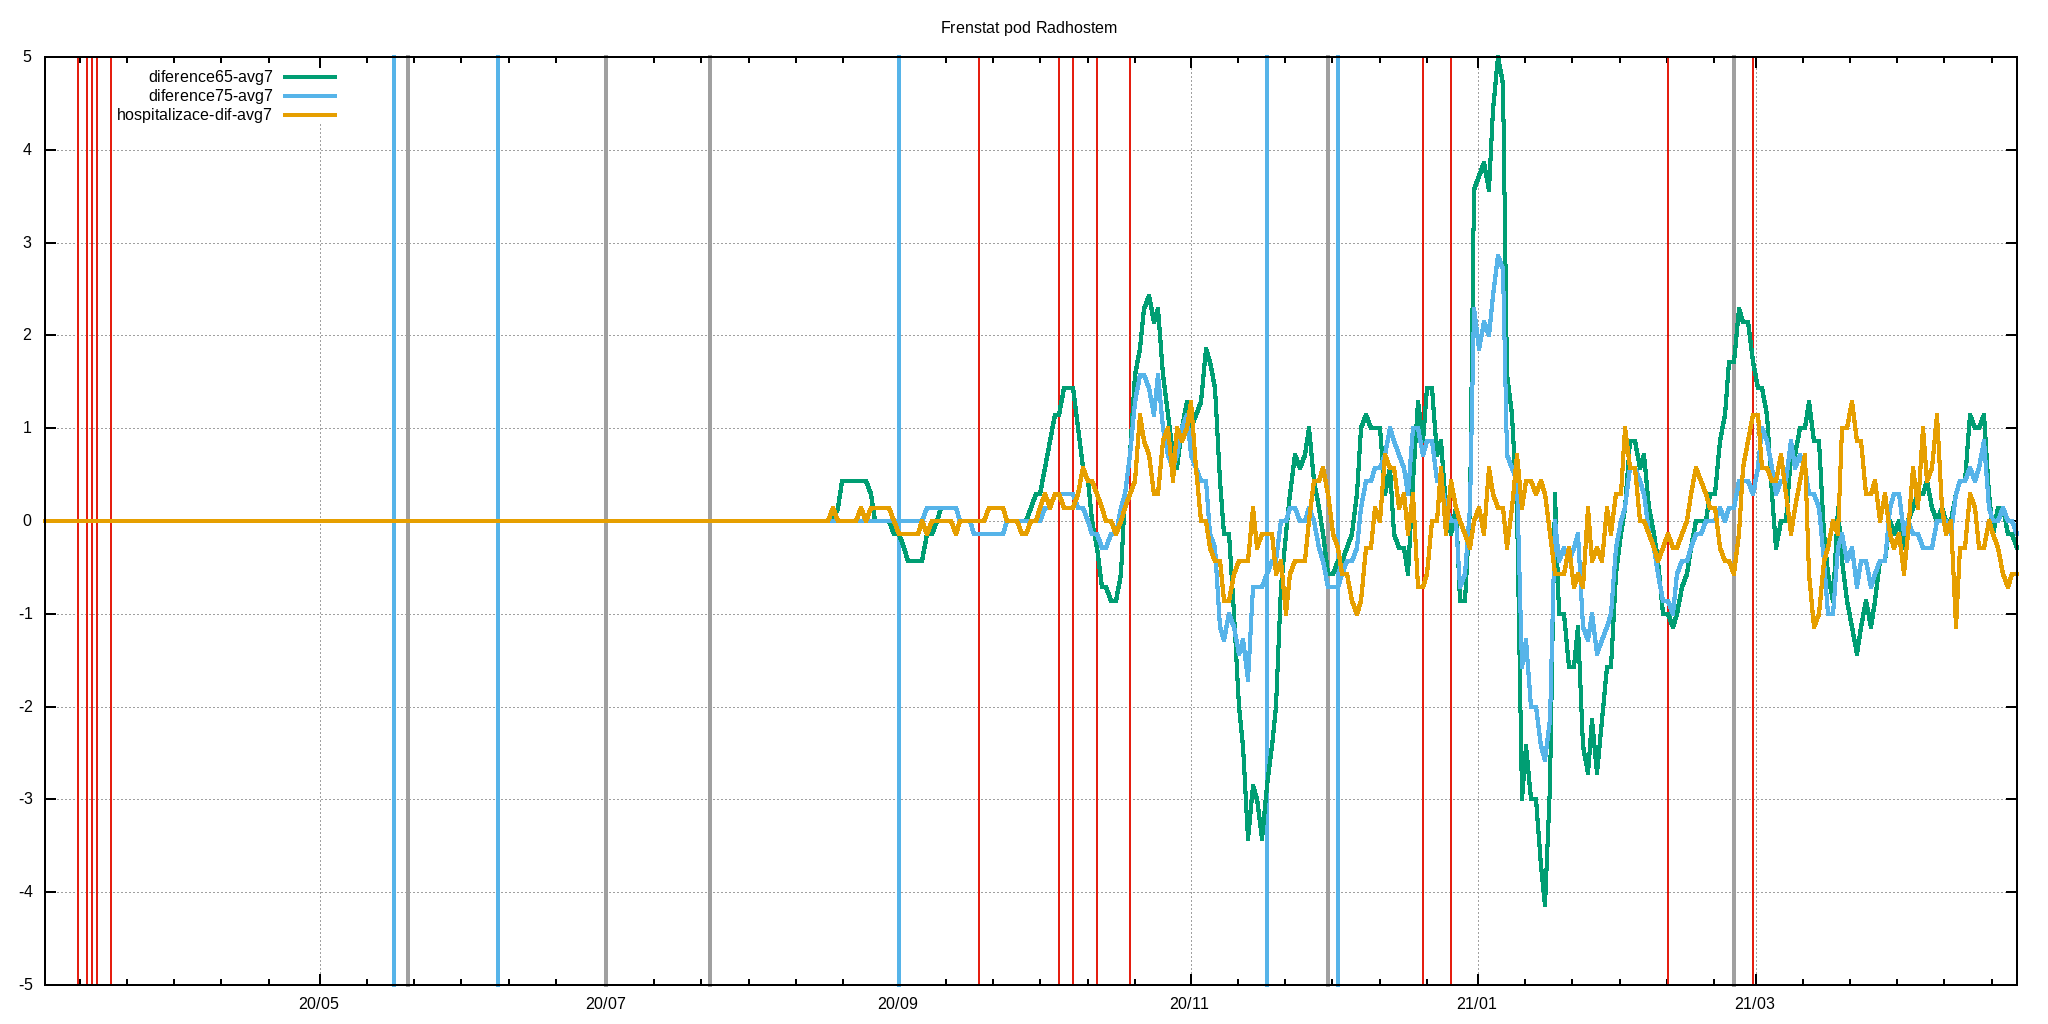 Frenstat pod Radhostem
diference65-avg7
diference75-avg7
hospitalizace-dif-avg7
5
4
3
2
1
0
-1
-2
-3
-4
-5
20/05 20/07 20/09 20/11 21/01 21/03